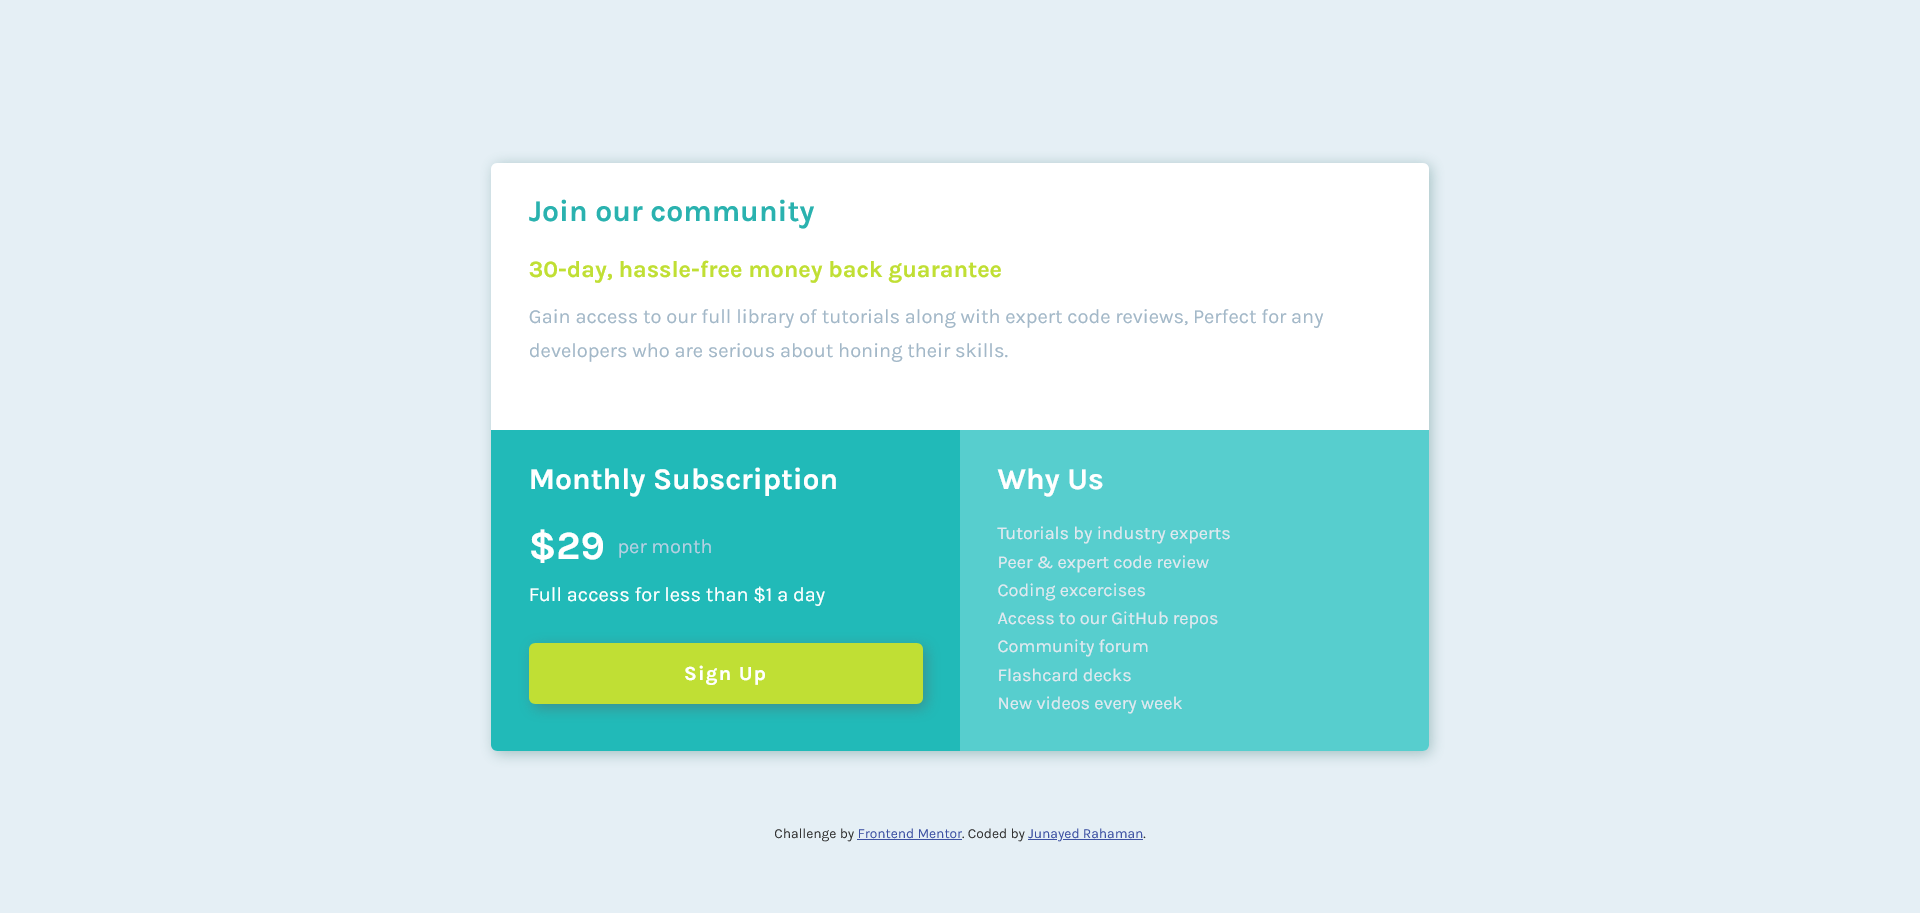 Join our community
30-day, hassle-free money back guarantee
Gain access to our full library of tutorials along with expert code reviews, Perfect for any
developers who are serious about honing their skills.
Monthly Subscription
$29 per month
Full access for less than $1 a day
Sign Up
Why Us
Tutorials by industry experts
Peer & expert code review
Coding excercises
Access to our GitHub repos
Community forum
Flashcard decks
New videos every week
Challenge by Frontend Mentor. Coded by Junayed Rahaman.